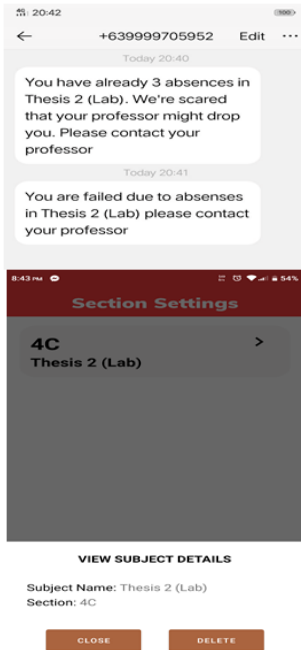 20:42
100
+639999705952 Edit ...
Today 20:40
You have already 3 absences in
Thesis 2 (Lab). We're scared
that your professor might drop
you. Please contact your
professor
Today 20:41
You are failed due to absenses
in Thesis 2 (Lab) please contact
your professor
8:43 PM 54%
Section Settings
4C >
Thesis 2 (Lab)
VIEW SUBJECT DETAILS
Subject Name: Thesis 2 (Lab)
Section: 4C
CLOSE DELETE